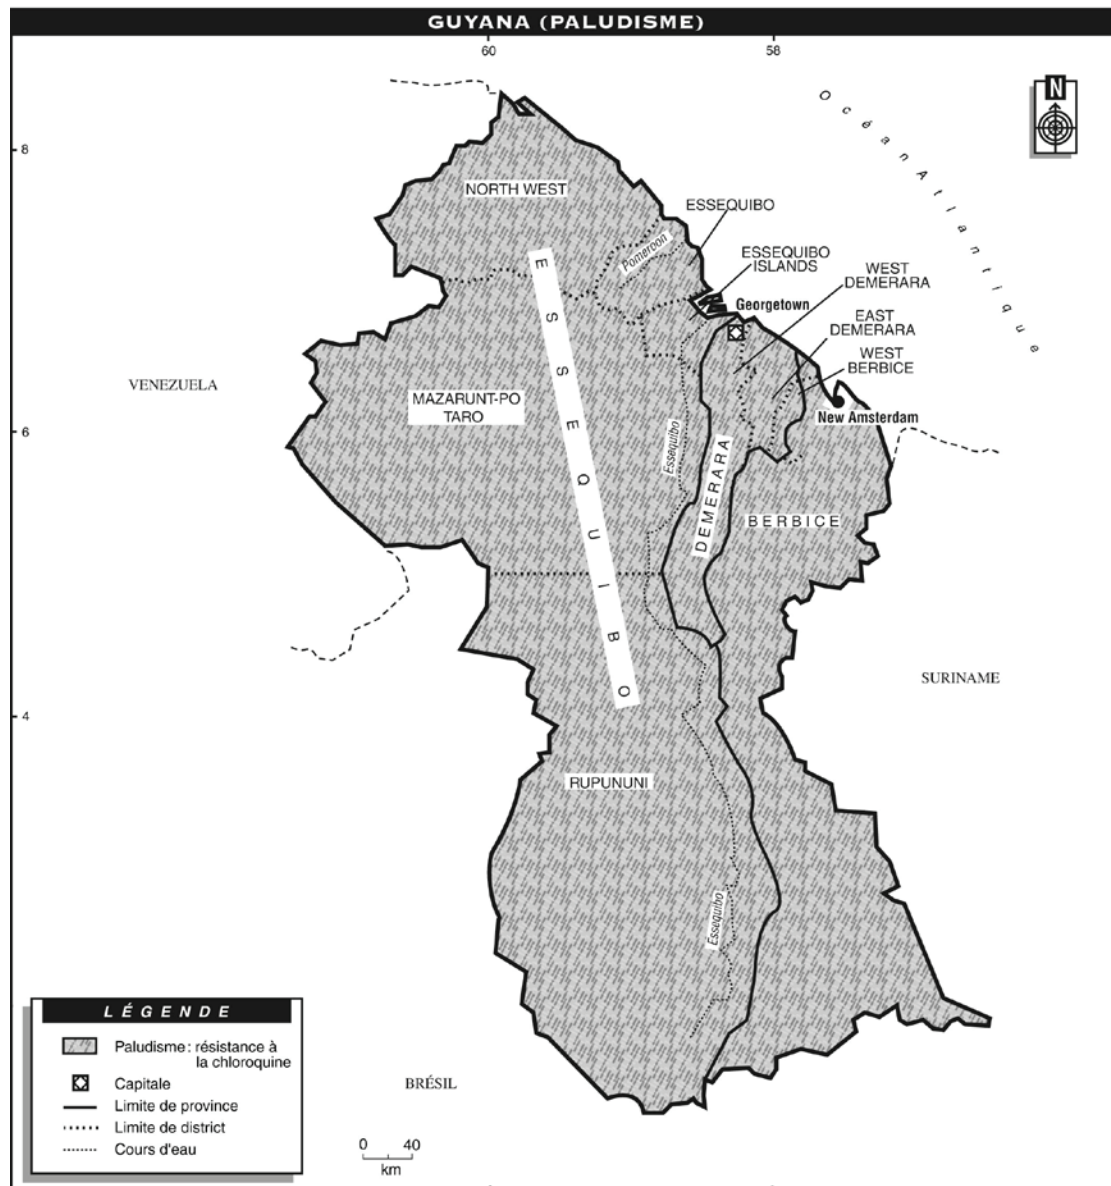 GUYANA (PALUDISME)
60
58
N
Océan Atlantique
8
NORTH WEST
ESSEQUIBO
Pomeroon
ESSEQUIBO
ISLANDS
WEST
DEMERARA
Georgetown
EAST
DEMERARA
WEST
BERBICE
VENEZUELA
MAZARUNT-PO
TARO
ESSEQUIBO
New Amsterdam
6
Essequibo
DEMERARA
BERBICE
SURINAME
4
RUPUNUNI
Essequibo
LÉGENDE
Paludisme : résistance à
la chloroquine
Capitale
Limite de province
Limite de district
Cours d'eau
BRÉSIL
0 40
km